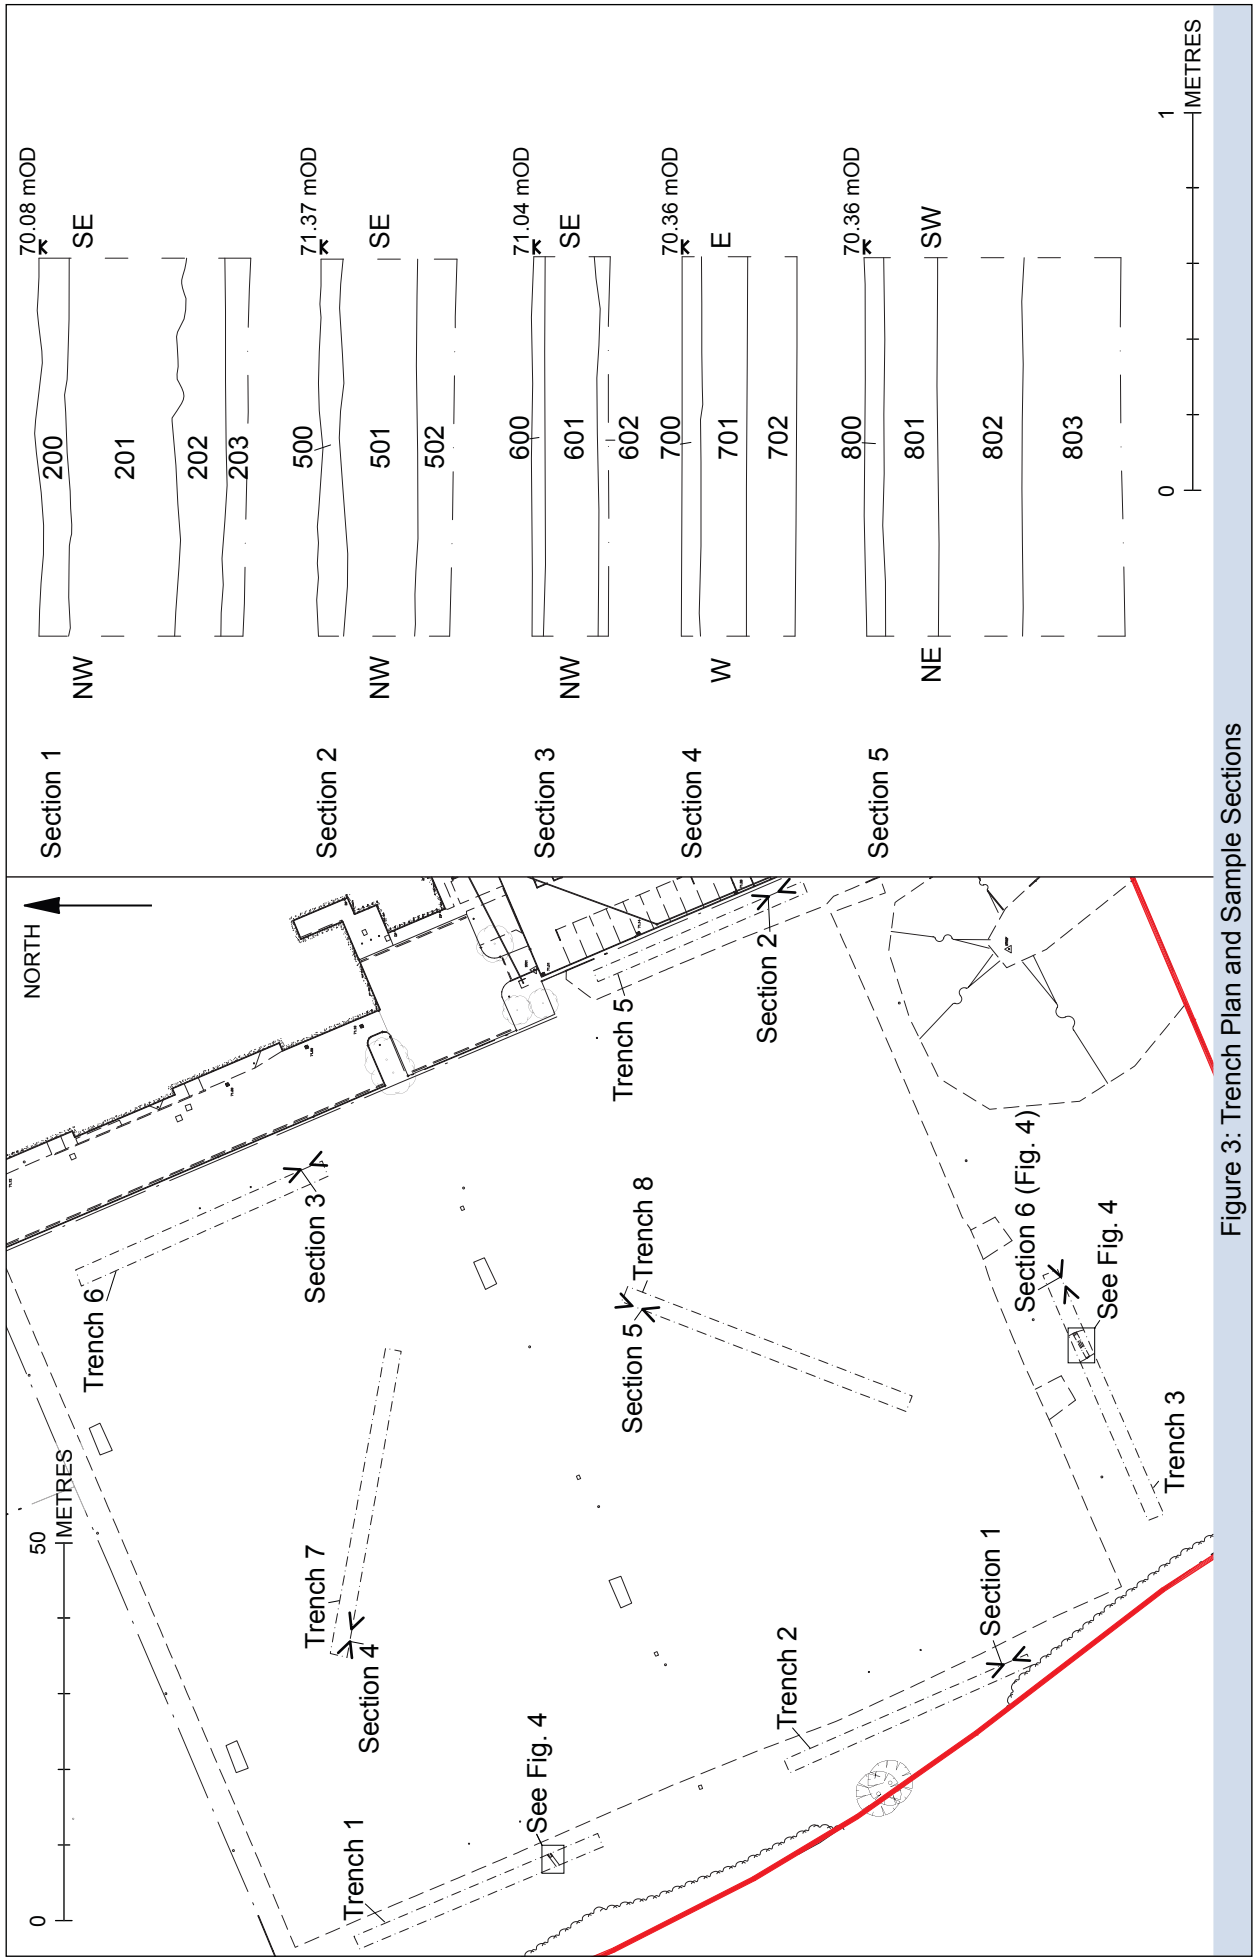 NORTH
0
50
METRES
Trench 1
See Fig. 4
Trench 6
Section 3
Trench 7
Section 4
Trench 5
Section 2
Section 5
Trench 8
Trench 2
Section 1
Section 6 (Fig. 4)
See Fig. 4
Trench 3
Section 1
NW
SE
70.08 mOD
200
201
202
203
Section 2
NW
SE
71.37 mOD
500
501
502
Section 3
NW
SE
71.04 mOD
600
601
602
Section 4
W
E
70.36 mOD
700
701
702
Section 5
NE
SW
70.36 mOD
800
801
802
803
0
1
METRES
Figure 3: Trench Plan and Sample Sections